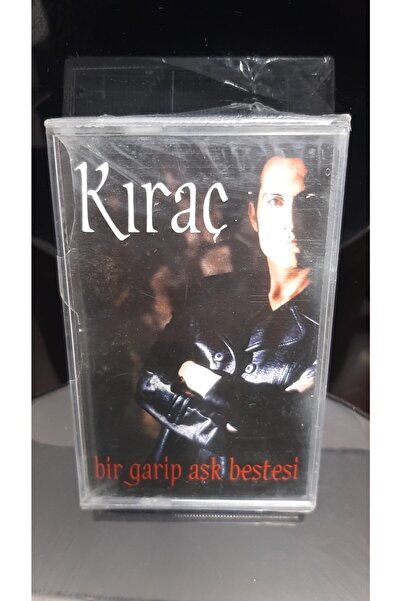 Kıraç
bir garip aşk bestesi